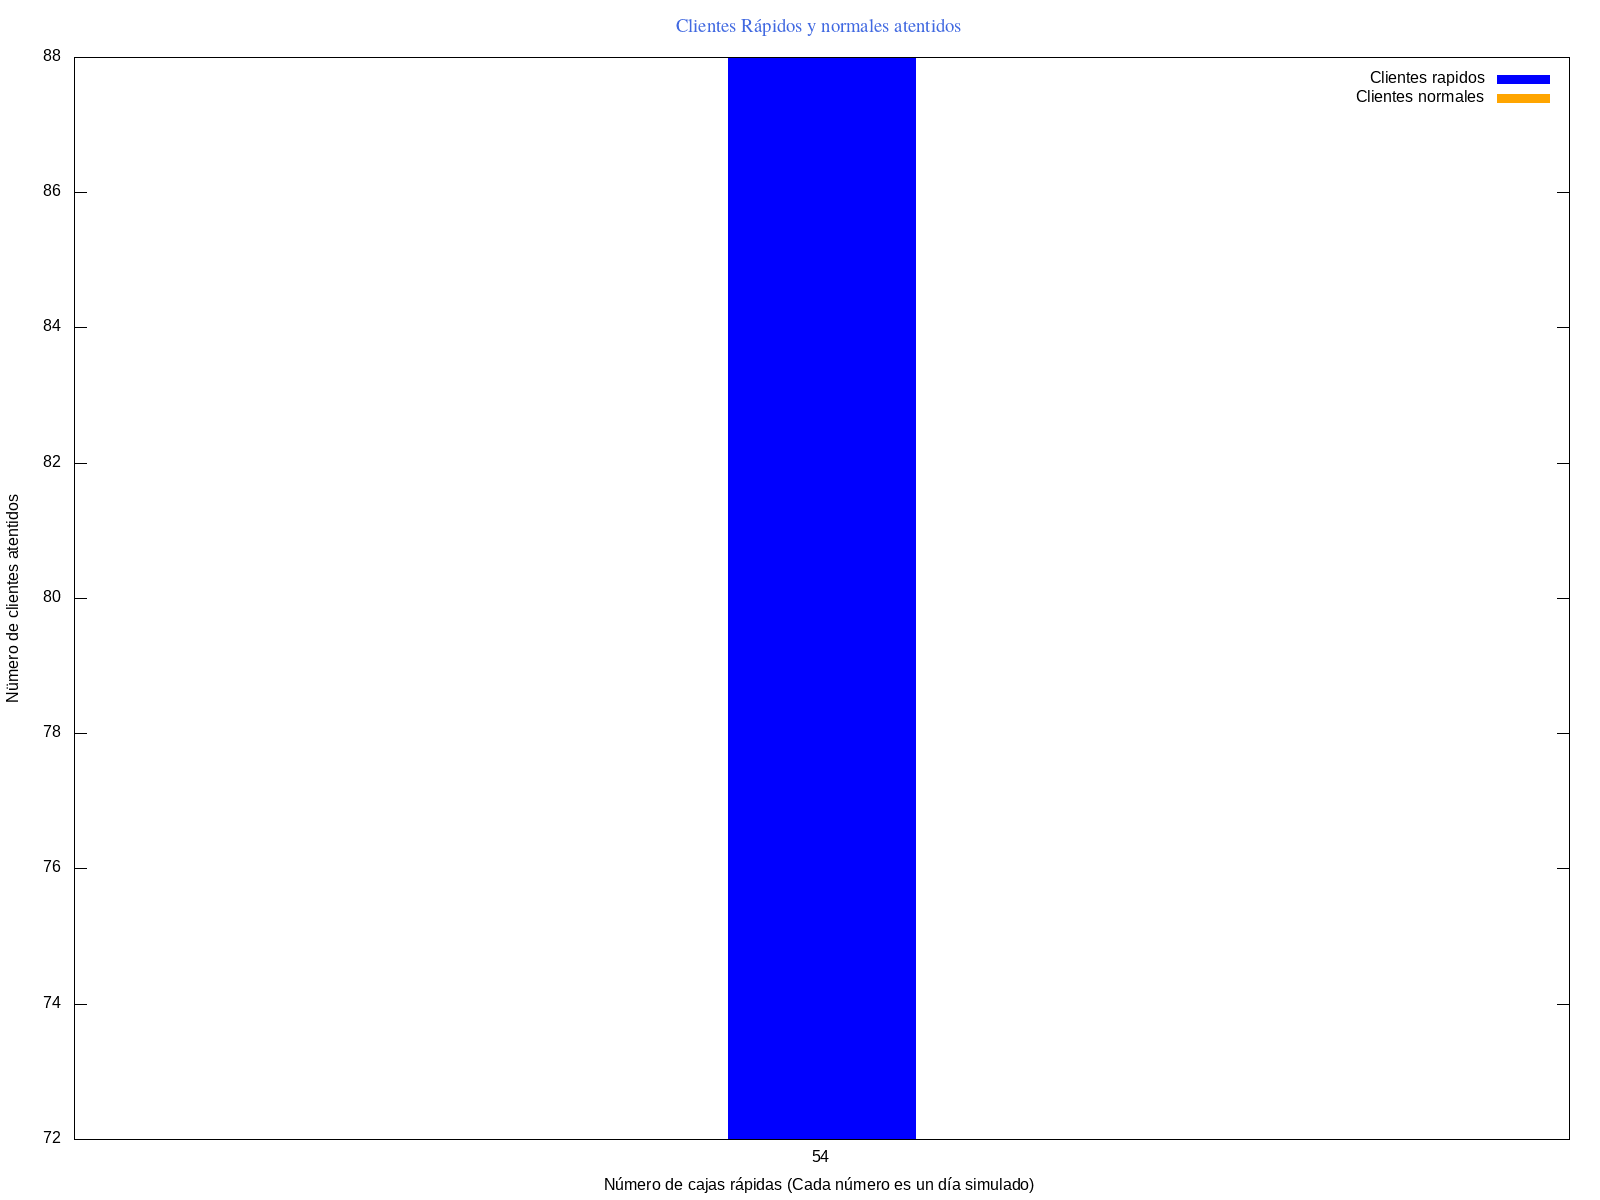 Clientes Rápidos y normales atentidos
Clientes rapidos
Clientes normales
88
86
84
82
80
78
76
74
72
Número de clientes atentidos
54
Número de cajas rápidas (Cada número es un día simulado)